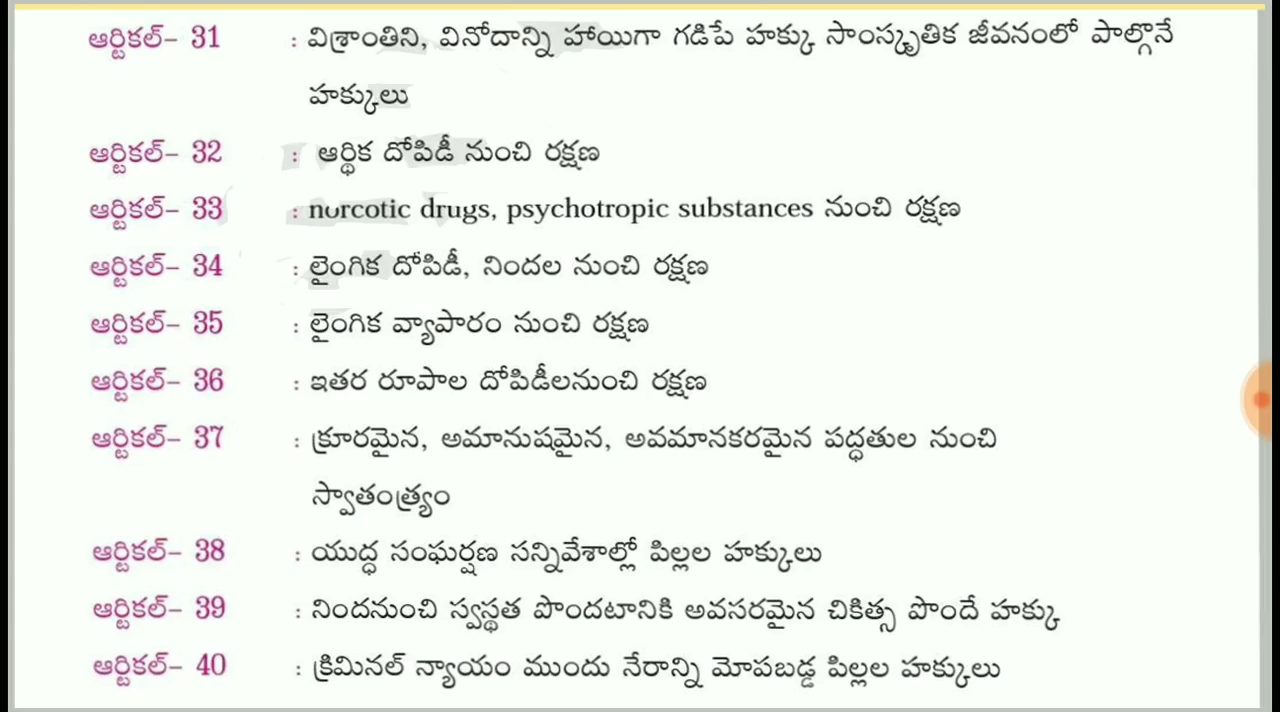 ఆర్టికల్– 31 : విశ్రాంతిని, వినోదాన్ని హాయిగా గడిపే హక్కు సాంస్కృతిక జీవనంలో పాల్గొనే
హక్కులు
ఆర్టికల్– 32 : ఆర్థిక దోపిడీ నుంచి రక్షణ
ఆర్టికల్– 33 : norcotic drugs, psychotropic substances నుంచి రక్షణ
ఆర్టికల్– 34 : లైంగిక దోపిడీ, నిందల నుంచి రక్షణ
ఆర్టికల్– 35 : లైంగిక వ్యాపారం నుంచి రక్షణ
ఆర్టికల్– 36 : ఇతర రూపాల దోపిడీలనుంచి రక్షణ
ఆర్టికల్– 37 : క్రూరమైన, అమానుషమైన, అవమానకరమైన పద్ధతుల నుంచి
స్వాతంత్ర్యం
ఆర్టికల్– 38 : యుద్ధ సంఘర్షణ సన్నివేశాల్లో పిల్లల హక్కులు
ఆర్టికల్– 39 : నిందనుంచి స్వస్థత పొందటానికి అవసరమైన చికిత్స పొందే హక్కు
ఆర్టికల్– 40 : క్రిమినల్ న్యాయం ముందు నేరాన్ని మోపబడ్డ పిల్లల హక్కులు